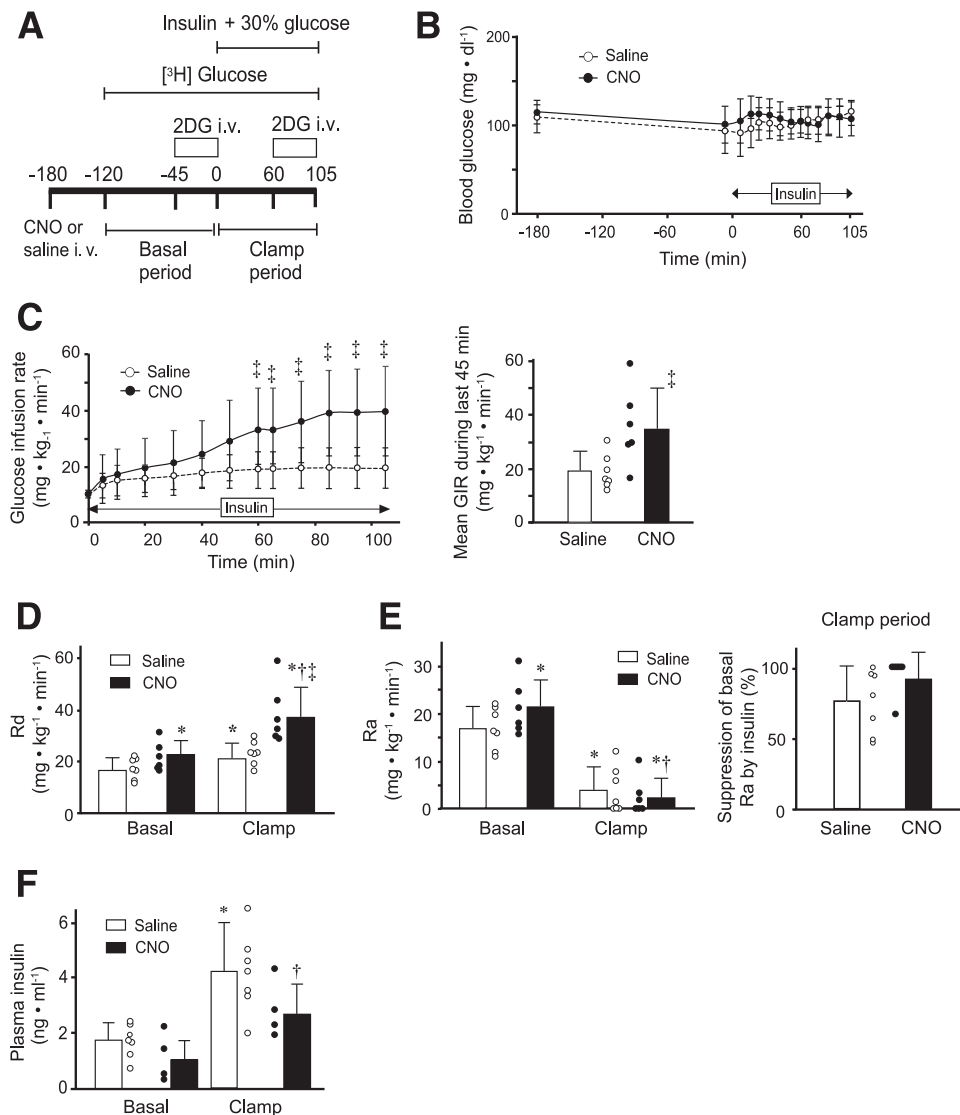 A
Insulin + 30% glucose
[³H] Glucose
2DG i.v. 2DG i.v.
-180 -120 -45 0 60 105
CNO or
saline i. v.
Basal
period
Clamp
period
B
Blood glucose (mg • dl⁻¹)
200
100
0
Saline
CNO
Insulin
-180 -120 -60 0 60 105
Time (min)
C
Glucose infusion rate
(mg • kg₋₁ • min⁻¹)
60
40
20
0
Saline
CNO
‡ ‡ ‡ ‡ ‡ ‡
Insulin
0 20 40 60 80 100
Time (min)
Mean GIR during last 45 min
(mg • kg⁻¹ • min⁻¹)
60
40
20
0
‡
Saline CNO
D
Rd
(mg • kg⁻¹ • min⁻¹)
60
40
20
0
Saline
CNO
* * *†‡
Basal Clamp
E
Ra
(mg • kg⁻¹ • min⁻¹)
30
20
10
0
Saline
CNO
* * *†
Basal Clamp
Clamp period
Suppression of basal
Ra by insulin (%)
100
50
0
Saline CNO
F
Plasma insulin
(ng • ml⁻¹)
6
4
2
0
Saline
CNO
* †
Basal Clamp